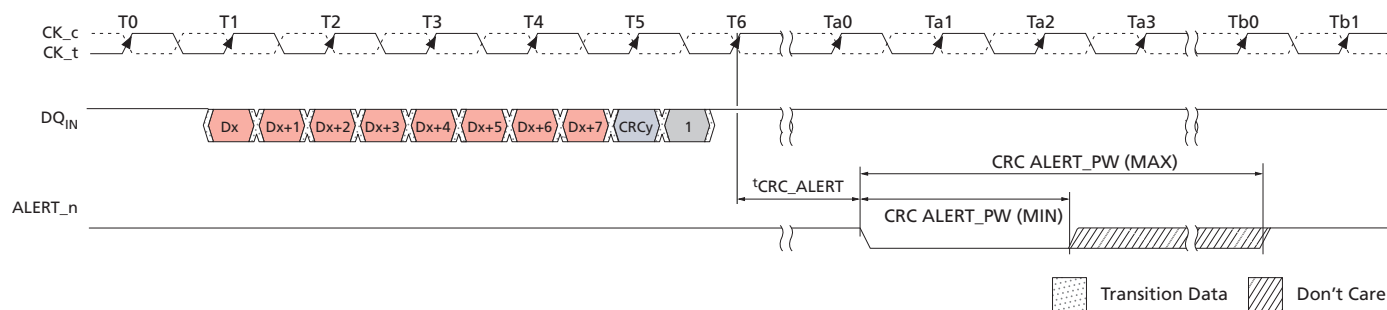 T0 T1 T2 T3 T4 T5 T6 Ta0 Ta1 Ta2 Ta3 Tb0 Tb1
CK_c
CK_t
DQIN
Dx Dx+1 Dx+2 Dx+3 Dx+4 Dx+5 Dx+6 Dx+7 CRCy 1
CRC ALERT_PW (MAX)
tCRC_ALERT
ALERT_n
CRC ALERT_PW (MIN)
Transition Data Don’t Care